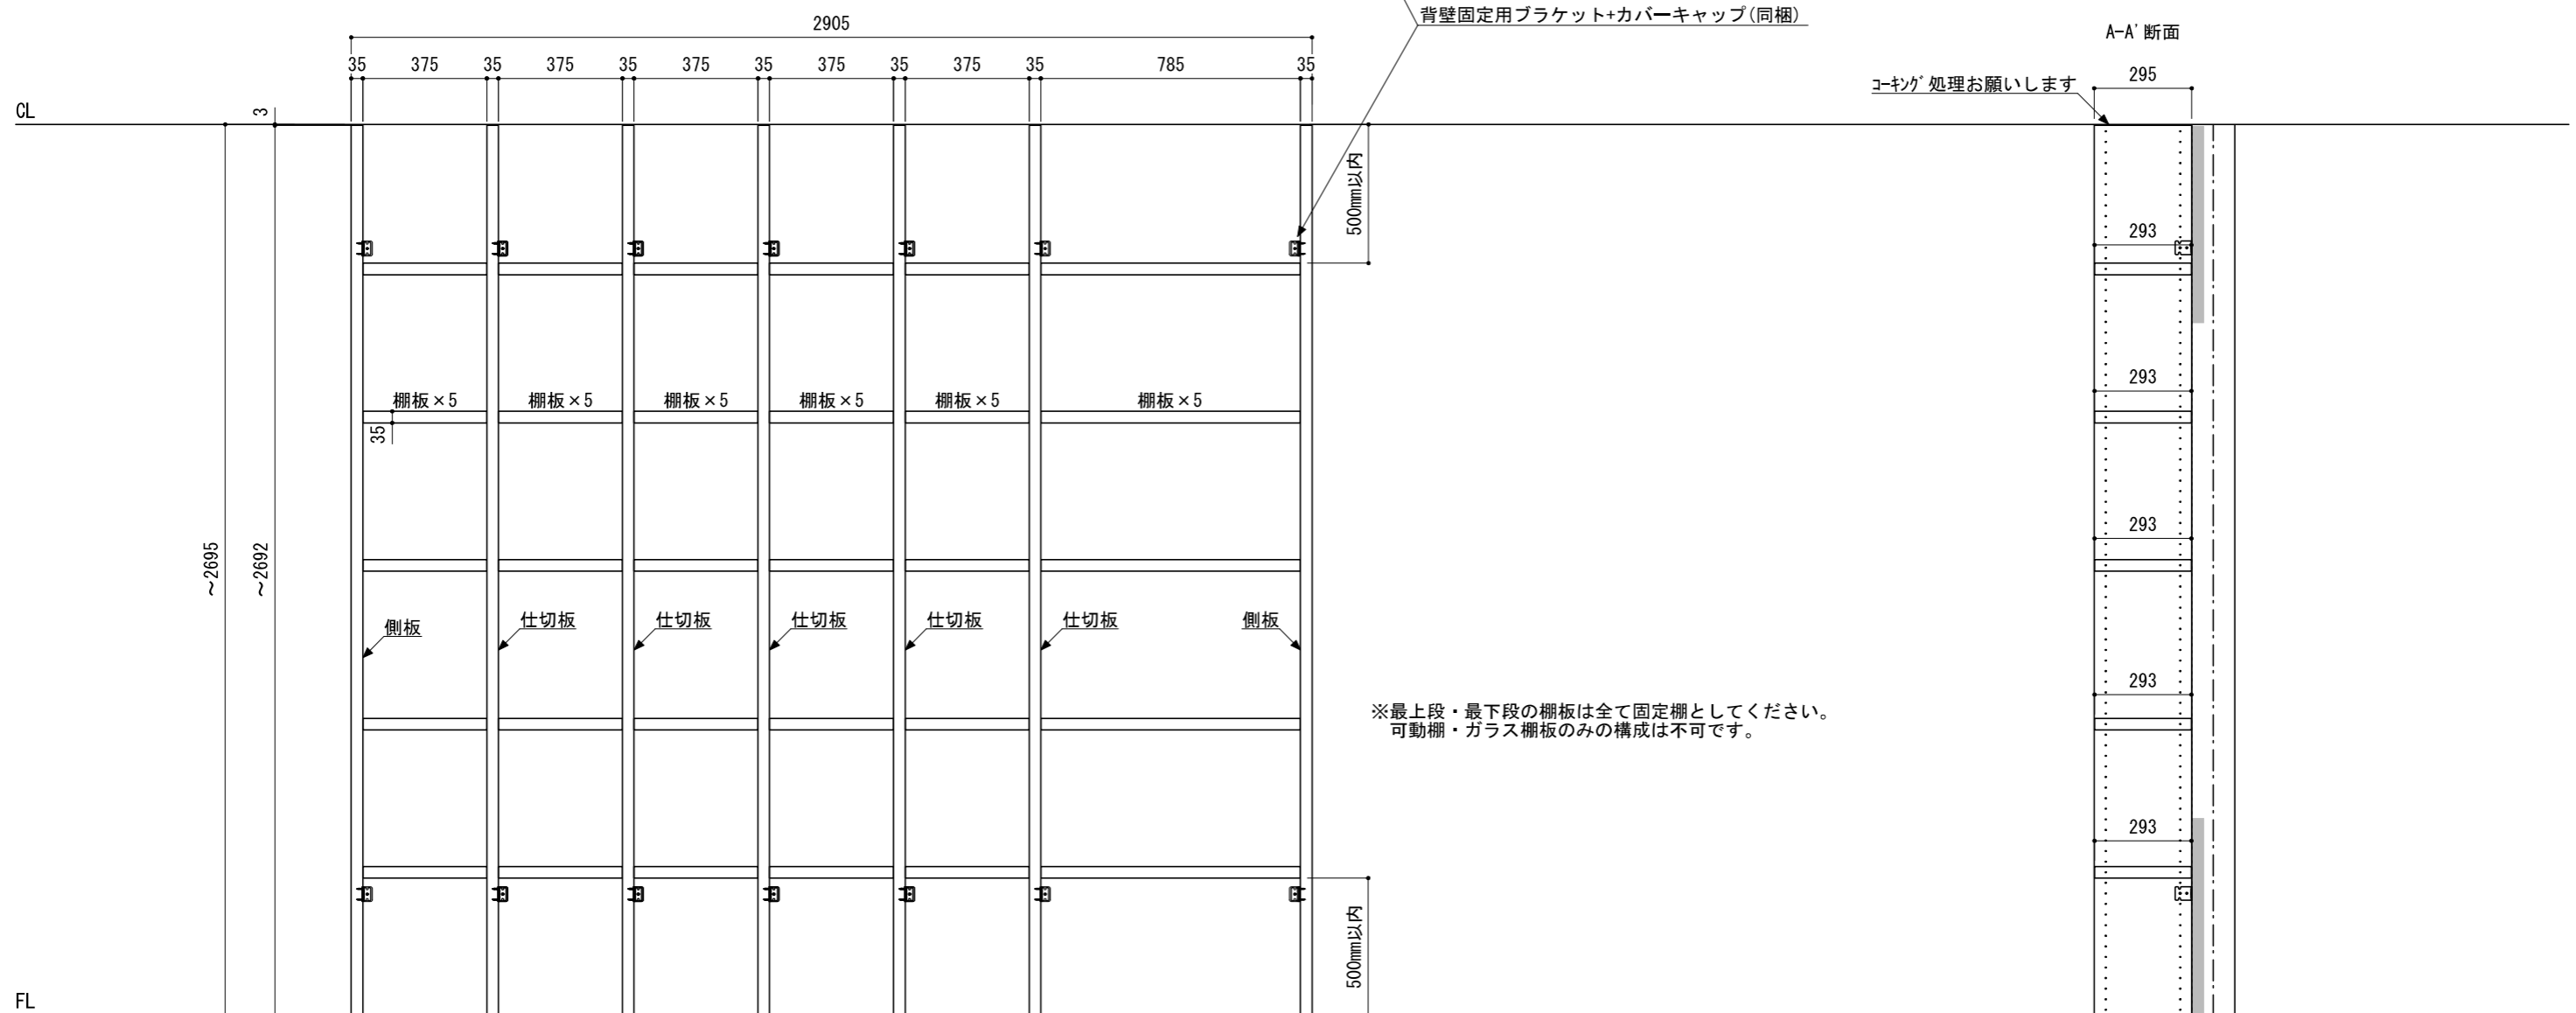 背壁固定用ブラケット+カバーキャップ(同梱)
A-A' 断面
2905
35 375 35 375 35 375 35 375 35 375 35 785 35
295
コーキング処理お願いします
CL
3
500mm以内
293
293
棚板×5 棚板×5 棚板×5 棚板×5 棚板×5 棚板×5
35
293
~2695
~2692
側板 仕切板 仕切板 仕切板 仕切板 仕切板 側板
293
※最上段・最下段の棚板は全て固定棚としてください。
可動棚・ガラス棚板のみの構成は不可です。
293
500mm以内
FL